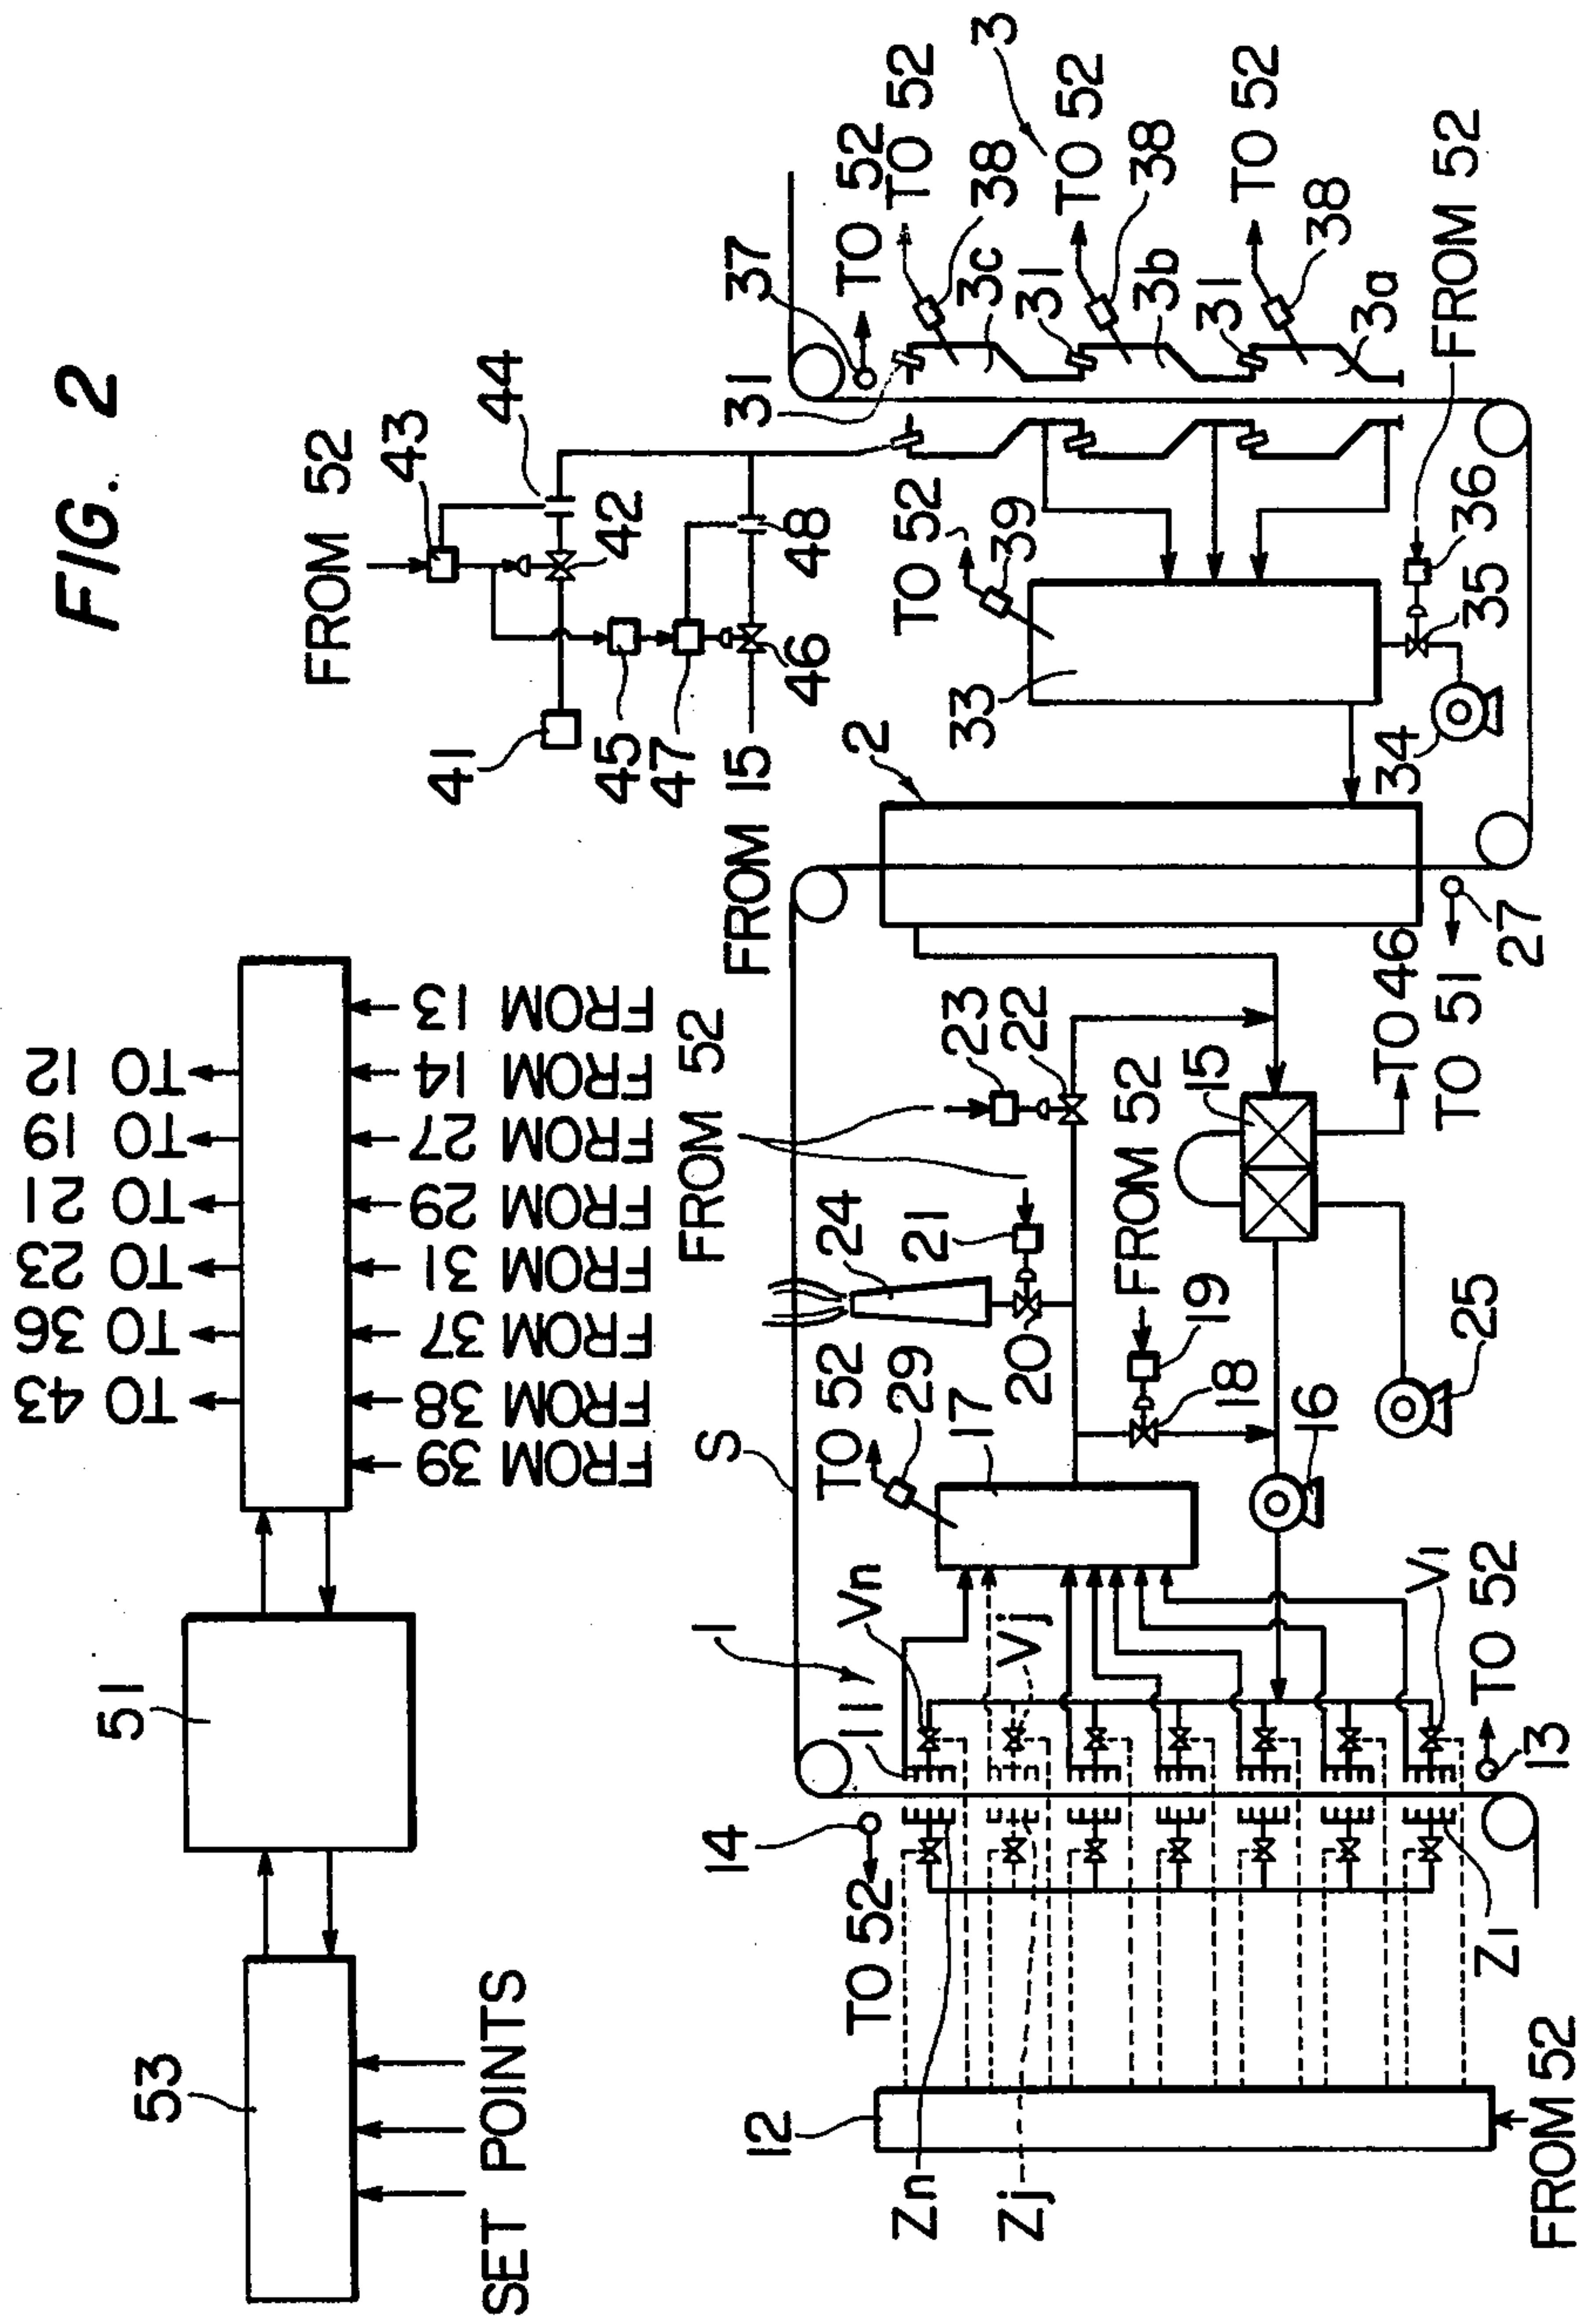 FIG. 2
53
51
SET POINTS
TO 43
TO 36
TO 23
TO 21
TO 19
TO 12
FROM 39
FROM 38
FROM 37
FROM 31
FROM 29
FROM 27
FROM 14
FROM 13
FROM 52
43
44
42
41
45
47
46
48
FROM 15
FROM 52
12
Zn
Zj
Z1
FROM 52
14
TO 52
13
TO 52
11
1
Vn
Vj
V1
S
17
29
TO 52
16
18
19
FROM 52
20
21
24
22
23
15
25
TO 46
TO 51
27
2
33
34
35
36
FROM 52
39
TO 52
31
37
TO 52
TO 52
38
3c
31
TO 52
38
3b
31
TO 52
38
3a
3